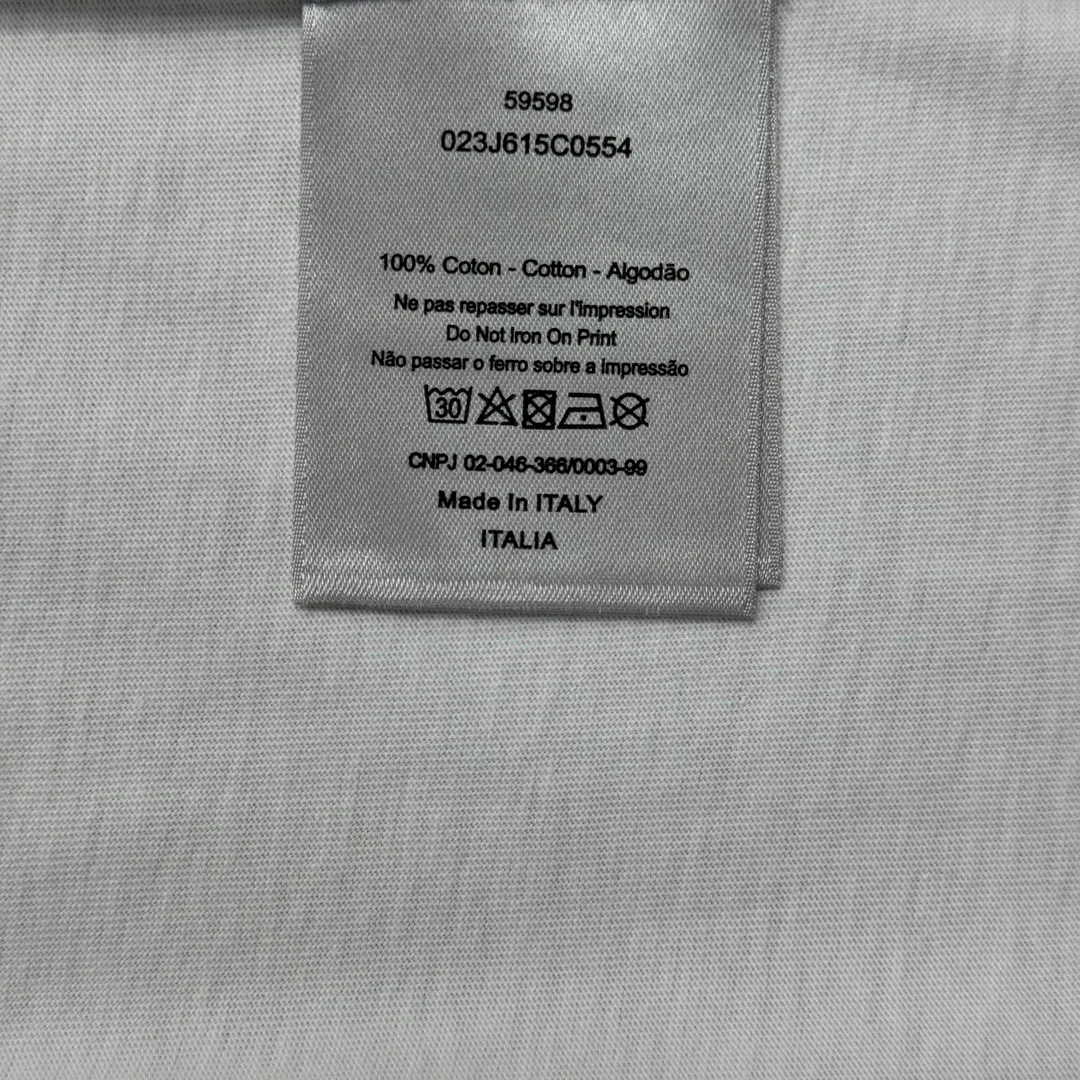 59598
023J615C0554
100% Coton - Cotton - Algodão
Ne pas repasser sur l'impression
Do Not Iron On Print
Não passar o ferro sobre a impressão
30
CNPJ 02-046-366/0003-99
Made in ITALY
ITALIA